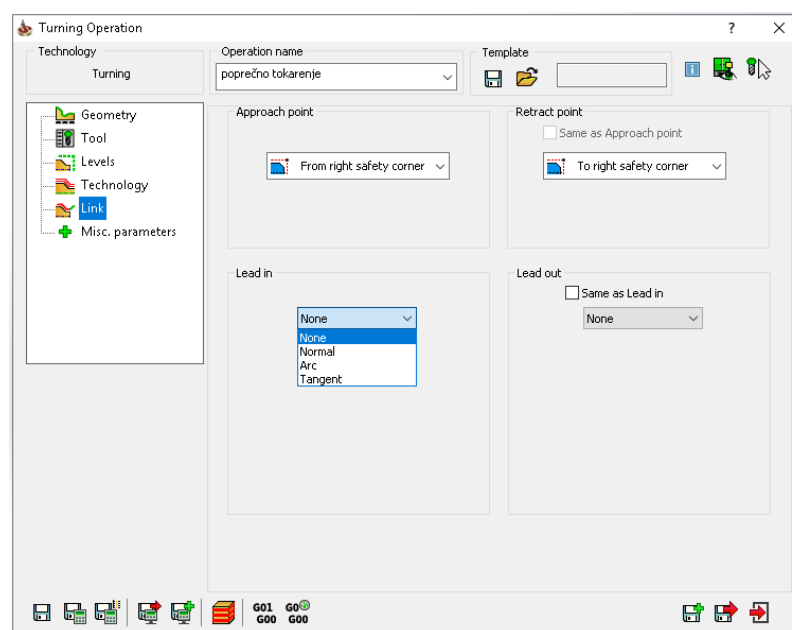 Turning Operation
?
Technology
Turning
Operation name
poprečno tokarenje
Template
Geometry
Tool
Levels
Technology
Link
Misc. parameters
Approach point
From right safety corner
Retract point
Same as Approach point
To right safety corner
Lead in
None
None
Normal
Arc
Tangent
Lead out
Same as Lead in
None
G01
G00
G0
G00